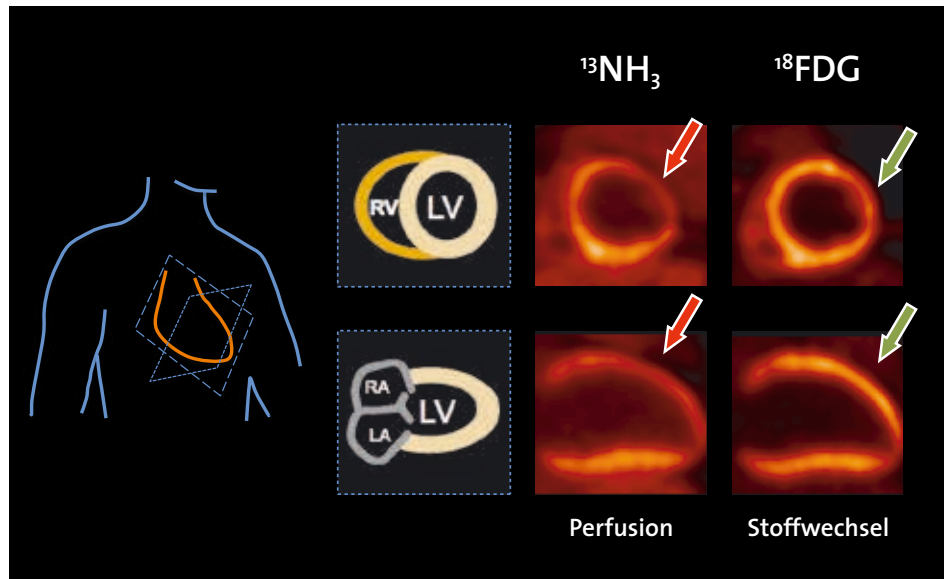 ¹³NH₃
¹⁸FDG
RV
LV
RA
LV
LA
Perfusion
Stoffwechsel